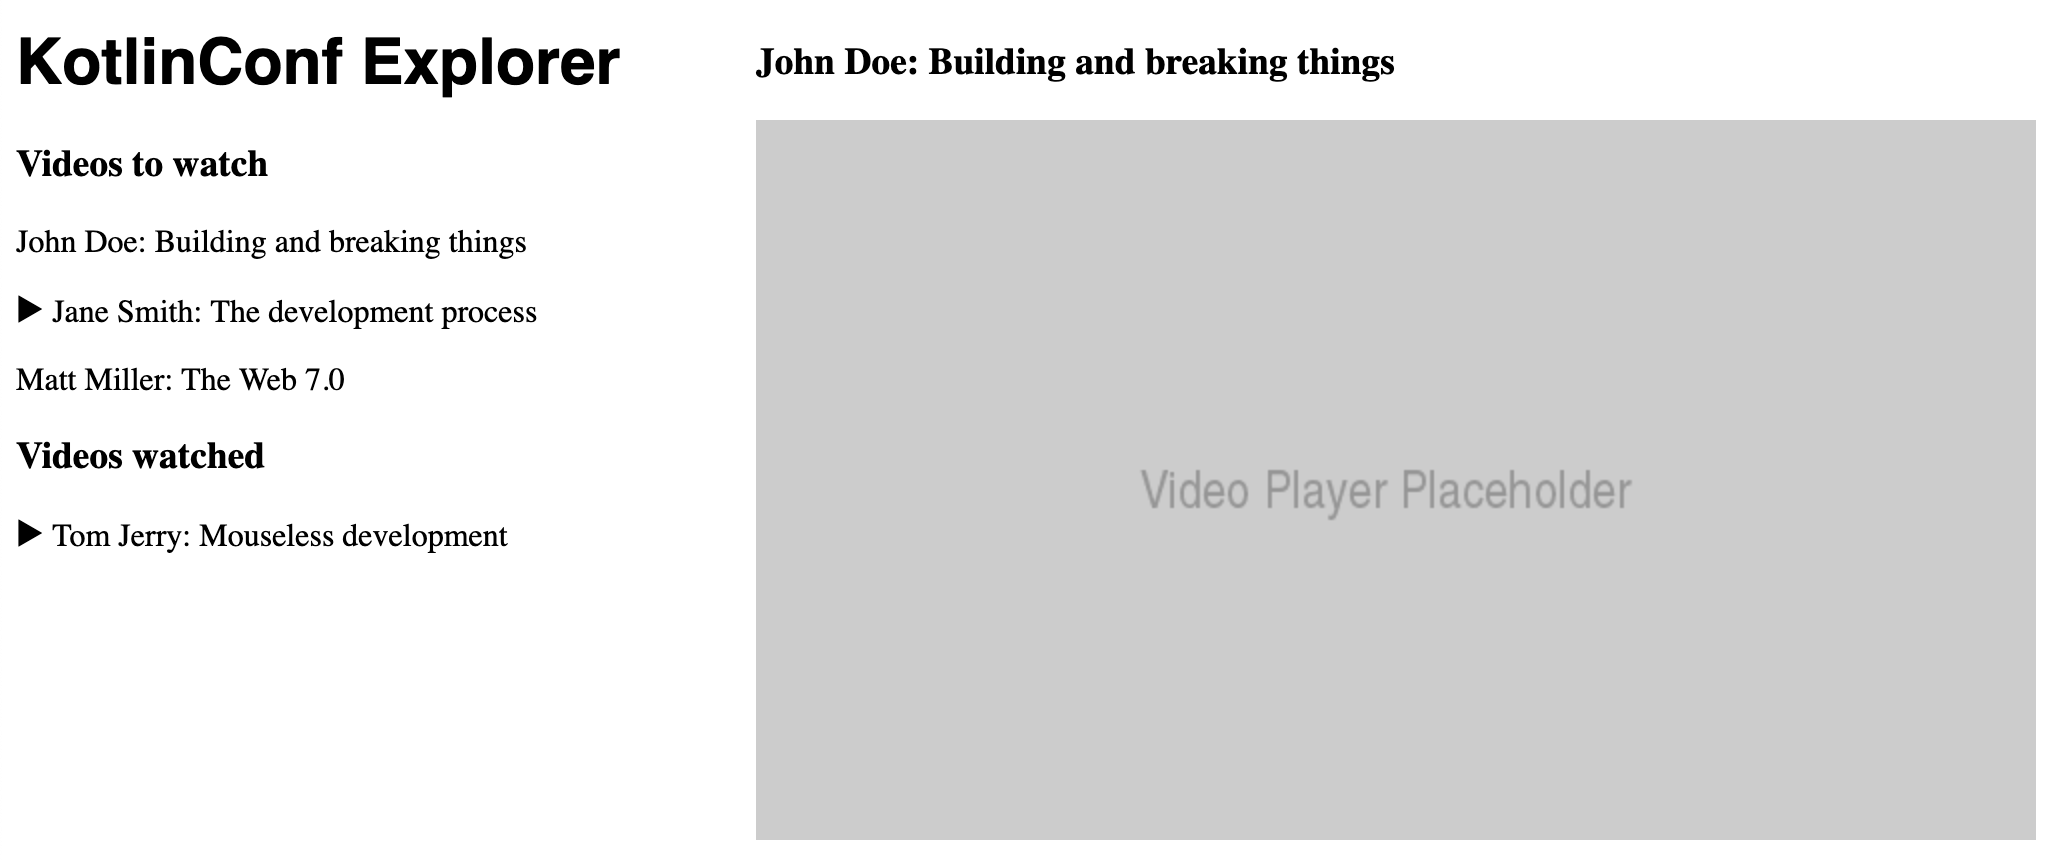 KotlinConf Explorer
Videos to watch
John Doe: Building and breaking things
▶ Jane Smith: The development process
Matt Miller: The Web 7.0
Videos watched
▶ Tom Jerry: Mouseless development
John Doe: Building and breaking things
Video Player Placeholder